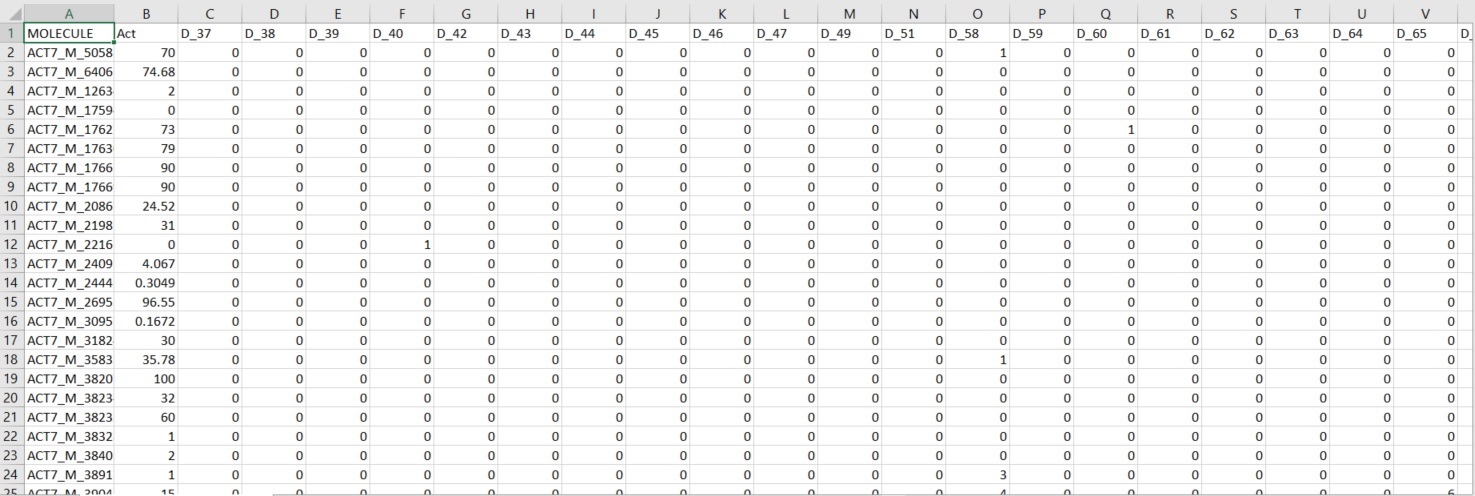 A B C D E F G H I J K L M N O P Q R S T U V
1 MOLECULE Act D_37 D_38 D_39 D_40 D_42 D_43 D_44 D_45 D_46 D_47 D_49 D_51 D_58 D_59 D_60 D_61 D_62 D_63 D_64 D_65 D_
2 ACT7_M_5058 70 0 0 0 0 0 0 0 0 0 0 0 0 1 0 0 0 0 0 0 0
3 ACT7_M_6406 74.68 0 0 0 0 0 0 0 0 0 0 0 0 0 0 0 0 0 0 0 0
4 ACT7_M_1263 2 0 0 0 0 0 0 0 0 0 0 0 0 0 0 0 0 0 0 0 0
5 ACT7_M_1759 0 0 0 0 0 0 0 0 0 0 0 0 0 0 0 0 0 0 0 0 0
6 ACT7_M_1762 73 0 0 0 0 0 0 0 0 0 0 0 0 0 0 1 0 0 0 0 0
7 ACT7_M_1763 79 0 0 0 0 0 0 0 0 0 0 0 0 0 0 0 0 0 0 0 0
8 ACT7_M_1766 90 0 0 0 0 0 0 0 0 0 0 0 0 0 0 0 0 0 0 0 0
9 ACT7_M_1766 90 0 0 0 0 0 0 0 0 0 0 0 0 0 0 0 0 0 0 0 0
10 ACT7_M_2086 24.52 0 0 0 0 0 0 0 0 0 0 0 0 0 0 0 0 0 0 0 0
11 ACT7_M_2198 31 0 0 0 0 0 0 0 0 0 0 0 0 0 0 0 0 0 0 0 0
12 ACT7_M_2216 0 0 0 0 1 0 0 0 0 0 0 0 0 0 0 0 0 0 0 0 0
13 ACT7_M_2409 4.067 0 0 0 0 0 0 0 0 0 0 0 0 0 0 0 0 0 0 0 0
14 ACT7_M_2444 0.3049 0 0 0 0 0 0 0 0 0 0 0 0 0 0 0 0 0 0 0 0
15 ACT7_M_2695 96.55 0 0 0 0 0 0 0 0 0 0 0 0 0 0 0 0 0 0 0 0
16 ACT7_M_3095 0.1672 0 0 0 0 0 0 0 0 0 0 0 0 0 0 0 0 0 0 0 0
17 ACT7_M_3182 30 0 0 0 0 0 0 0 0 0 0 0 0 0 0 0 0 0 0 0 0
18 ACT7_M_3583 35.78 0 0 0 0 0 0 0 0 0 0 0 0 1 0 0 0 0 0 0 0
19 ACT7_M_3820 100 0 0 0 0 0 0 0 0 0 0 0 0 0 0 0 0 0 0 0 0
20 ACT7_M_3823 32 0 0 0 0 0 0 0 0 0 0 0 0 0 0 0 0 0 0 0 0
21 ACT7_M_3823 60 0 0 0 0 0 0 0 0 0 0 0 0 0 0 0 0 0 0 0 0
22 ACT7_M_3832 1 0 0 0 0 0 0 0 0 0 0 0 0 0 0 0 0 0 0 0 0
23 ACT7_M_3840 2 0 0 0 0 0 0 0 0 0 0 0 0 0 0 0 0 0 0 0 0
24 ACT7_M_3891 1 0 0 0 0 0 0 0 0 0 0 0 0 3 0 0 0 0 0 0 0
25 ACT7_M_3904 15 0 0 0 0 0 0 0 0 0 0 0 0 4 0 0 0 0 0 0 6